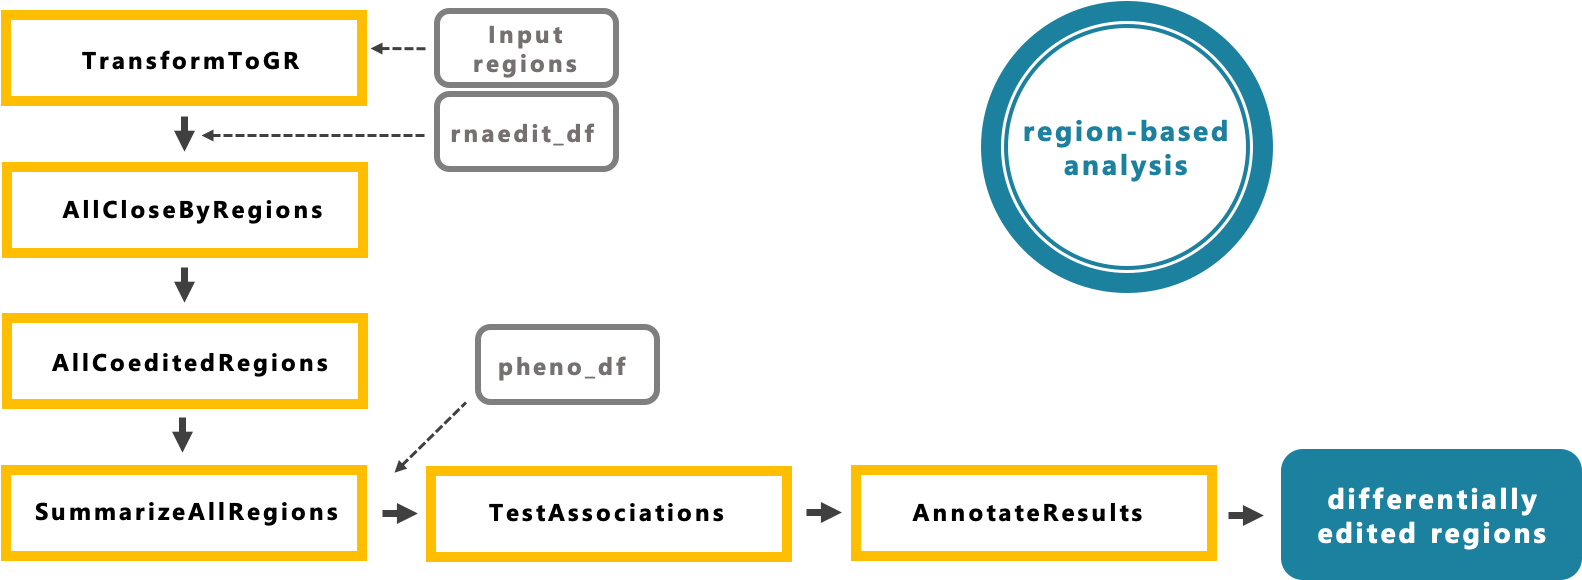 TransformToGR
Input
regions
rnaedit_df
region-based
analysis
AllCloseByRegions
AllCoeditedRegions
pheno_df
SummarizeAllRegions
TestAssociations
AnnotateResults
differentially
edited regions